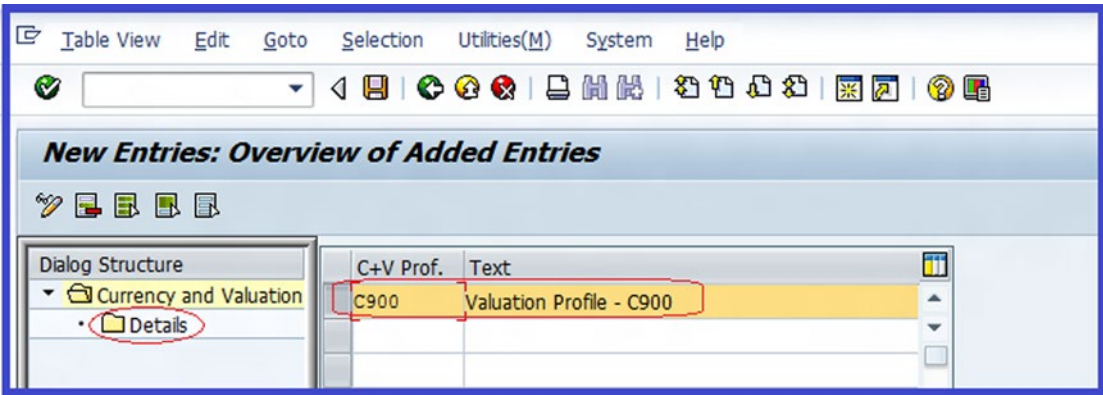 Table View Edit Goto Selection Utilities(M) System Help
New Entries: Overview of Added Entries
Dialog Structure
Currency and Valuation
Details
C+V Prof. Text
C900 Valuation Profile - C900